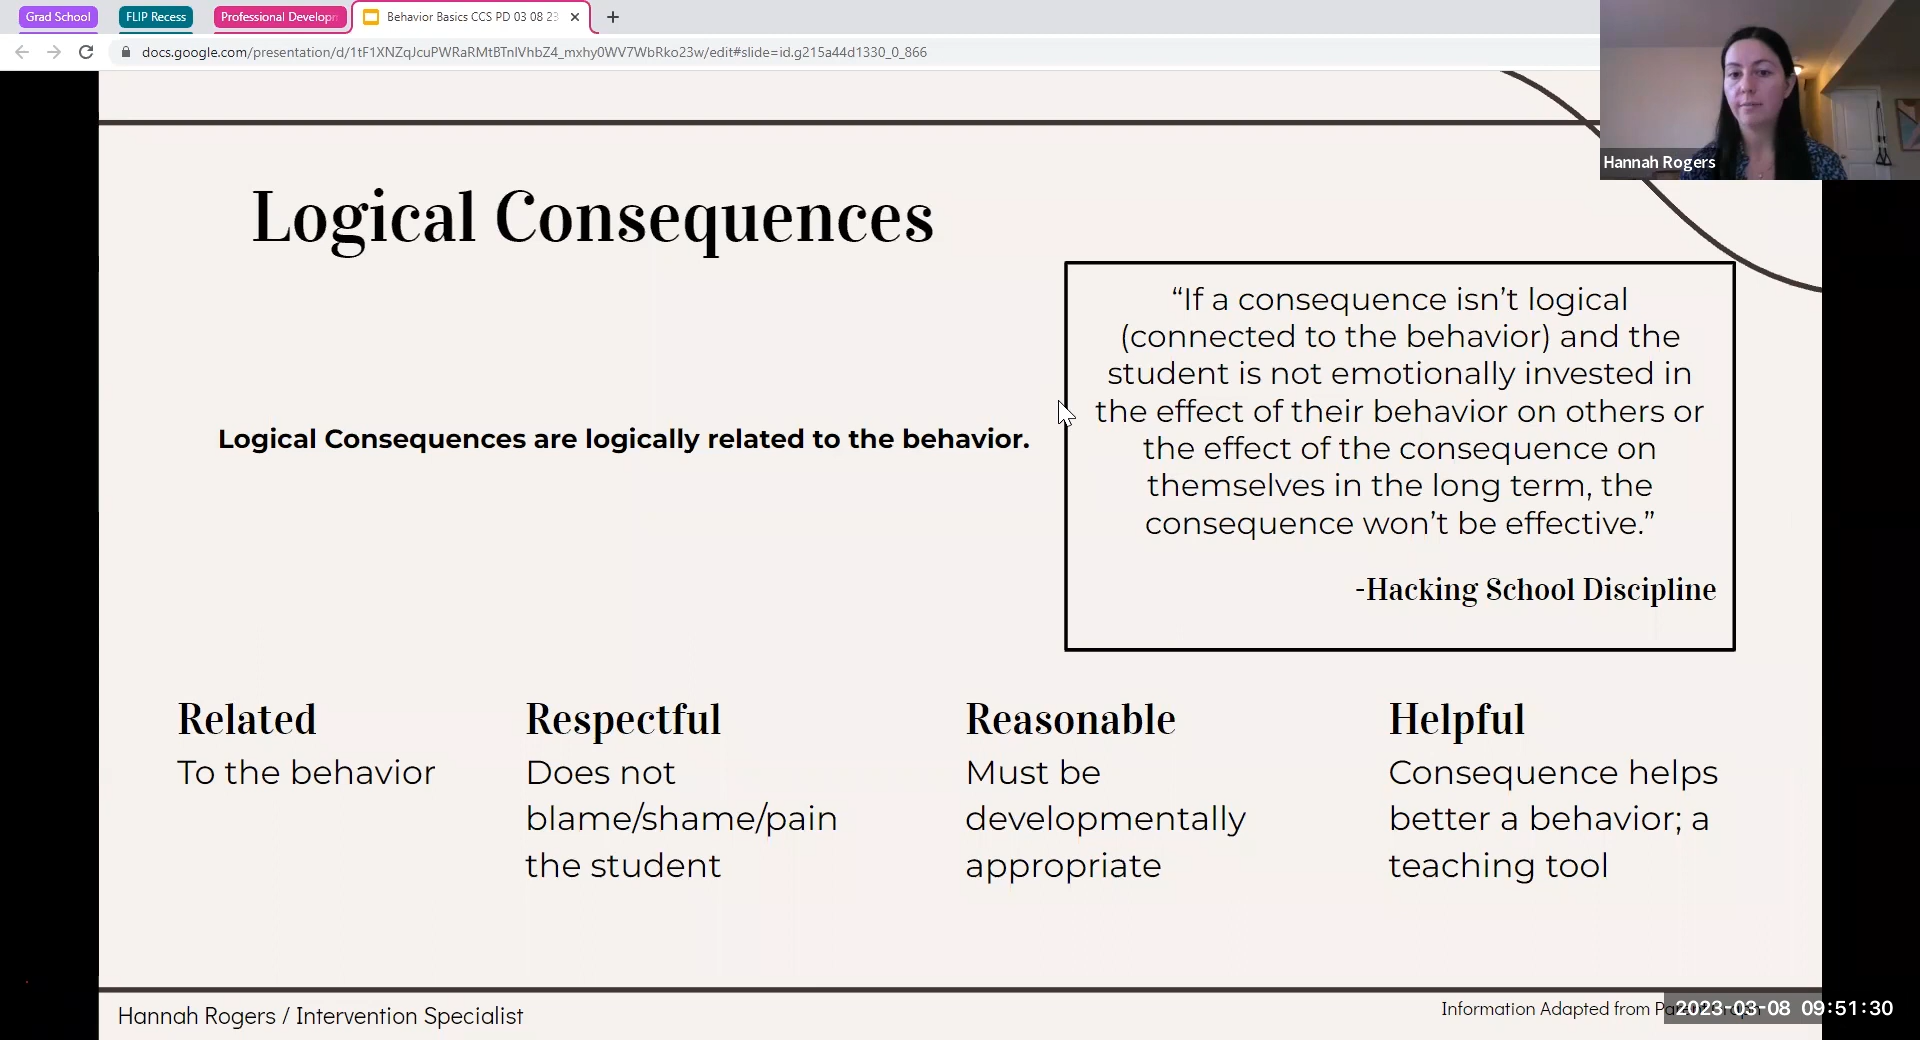 Grad School
FLIP Recess
Professional Developm
Behavior Basics CCS PD 03 08 23
docs.google.com/presentation/d/1tF1XNZqJcuPWRaRMtBTnlVhbZ4_mxhy0WV7WbRko23w/edit#slide=id.g215a44d1330_0_866
Hannah Rogers
Logical Consequences
“If a consequence isn’t logical
(connected to the behavior) and the
student is not emotionally invested in
the effect of their behavior on others or
the effect of the consequence on
themselves in the long term, the
consequence won’t be effective.”
-Hacking School Discipline
Logical Consequences are logically related to the behavior.
Related
To the behavior
Respectful
Does not
blame/shame/pain
the student
Reasonable
Must be
developmentally
appropriate
Helpful
Consequence helps
better a behavior; a
teaching tool
Hannah Rogers / Intervention Specialist
Information Adapted from
2023-03-08 09:51:30